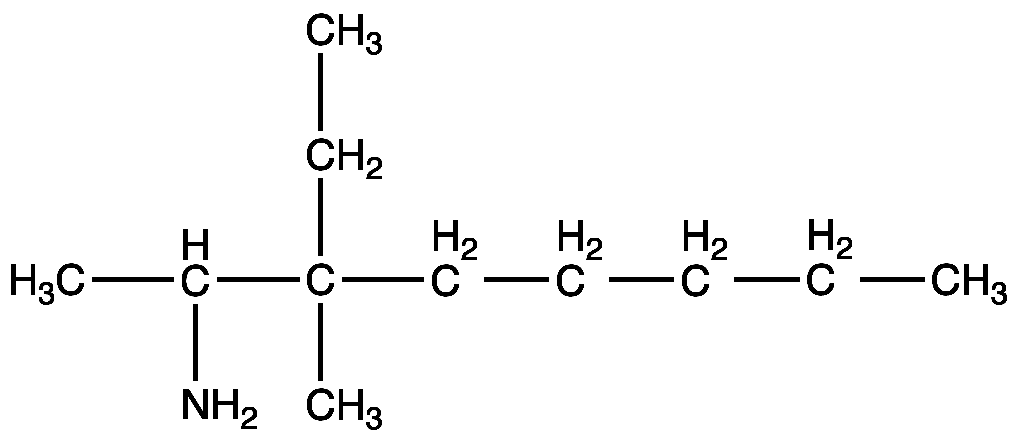 CH₃
CH₂
H H₂ H₂ H₂ H₂
H₃C C C C C C C CH₃
NH₂ CH₃